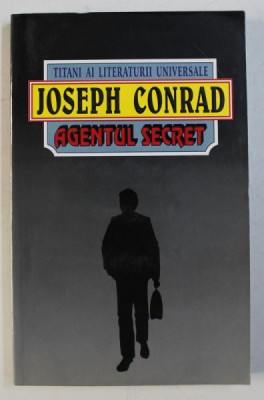 TITANI AI LITERATURII UNIVERSALE
JOSEPH CONRAD
AGENTUL SECRET